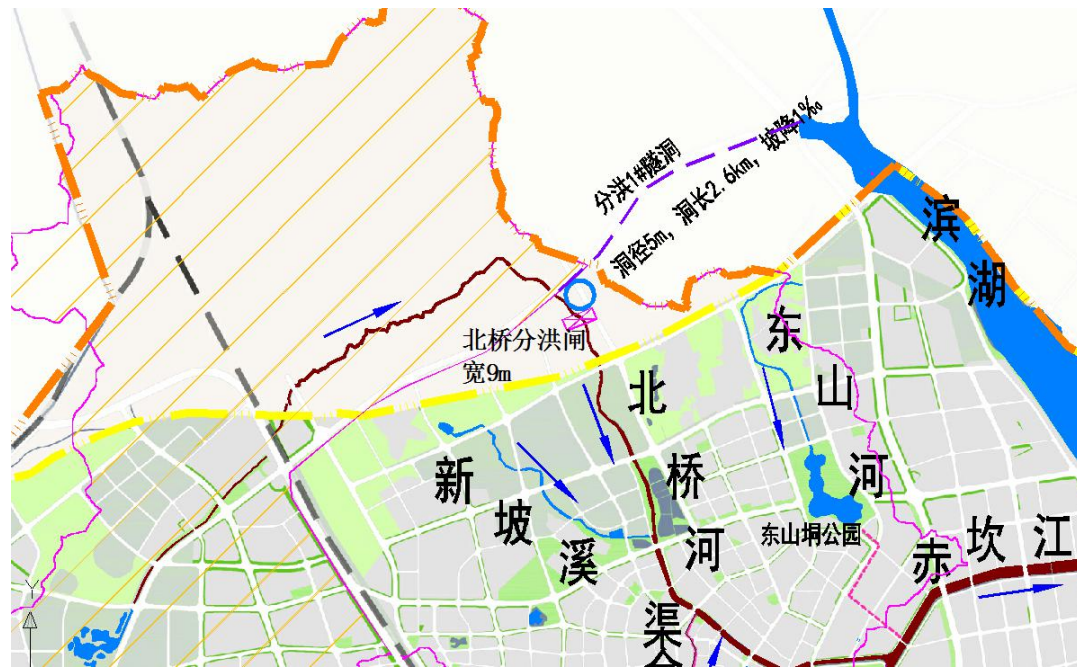 分洪1#隧洞
洞径5m，洞长2.6km，坡降1‰
滨湖
北桥分洪闸
宽9m
东山河
北桥河
新坡溪
东山垌公园
赤坎江
渠
Y